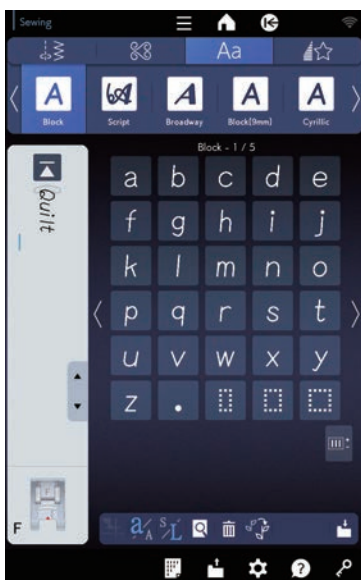 Sewing
Aa
A
Block
A
Script
A
Broadway
A
Block(9mm)
A
Cyrillic
Block - 1 / 5
Quilt
a b c d e
f g h i j
k l m n o
p q r s t
u v w x y
z .
F
a/A S/L
?